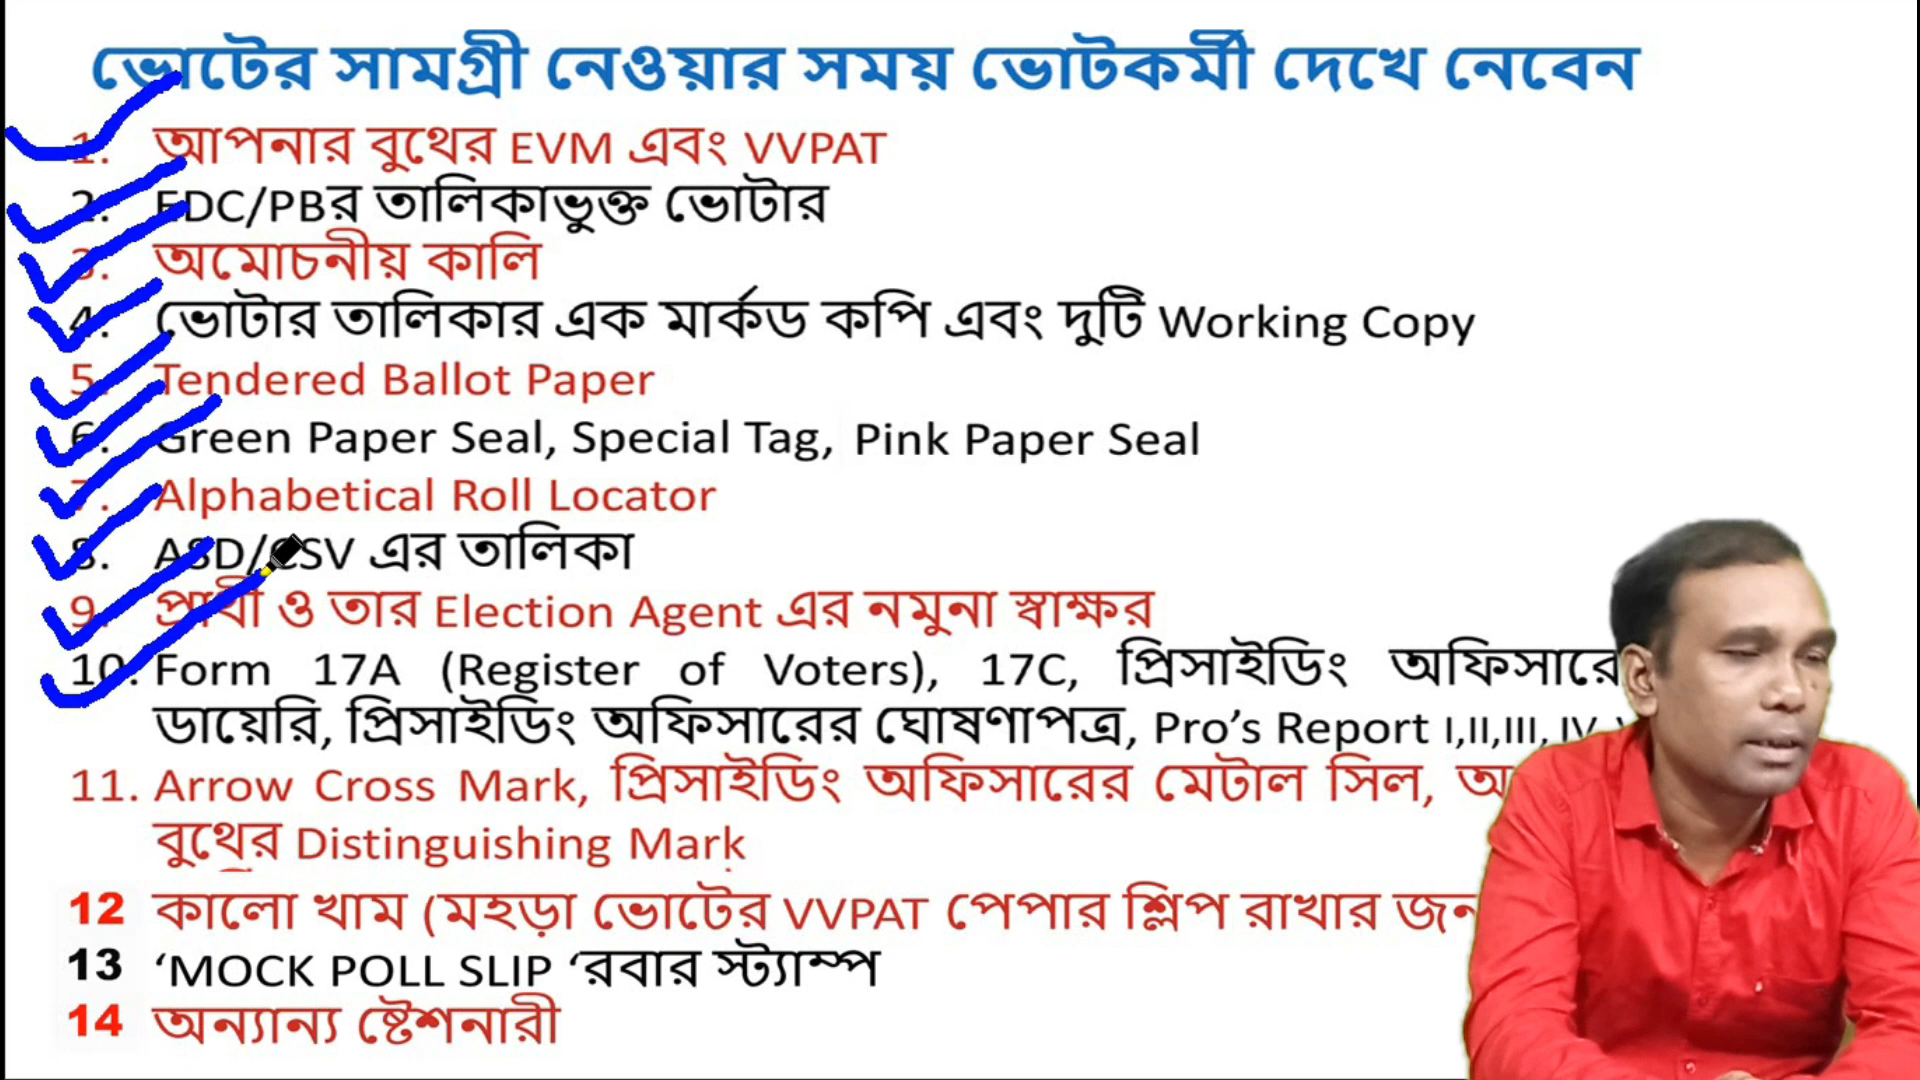 ভোটের সামগ্রী নেওয়ার সময় ভোটকর্মী দেখে নেবেন
1. আপনার বুথের EVM এবং VVPAT
2. EDC/PBর তালিকাভুক্ত ভোটার
3. অমোচনীয় কালি
4. ভোটার তালিকার এক মার্কড কপি এবং দুটি Working Copy
5. Tendered Ballot Paper
6. Green Paper Seal, Special Tag, Pink Paper Seal
7. Alphabetical Roll Locator
8. ASD/CSV এর তালিকা
9. প্রার্থী ও তার Election Agent এর নমুনা স্বাক্ষর
10. Form 17A (Register of Voters), 17C, প্রিসাইডিং
ডায়েরি, প্রিসাইডিং অফিসারের ঘোষণাপত্র, Pro's Report I,II,III, IV
11. Arrow Cross Mark, প্রিসাইডিং অফিসারের মেটাল সিল,
বুথের Distinguishing Mark
12 কালো খাম (মহড়া ভোটের VVPAT পেপার স্লিপ রাখার
13 ‘MOCK POLL SLIP ‘রবার স্ট্যাম্প
14 অন্যান্য ষ্টেশনারী